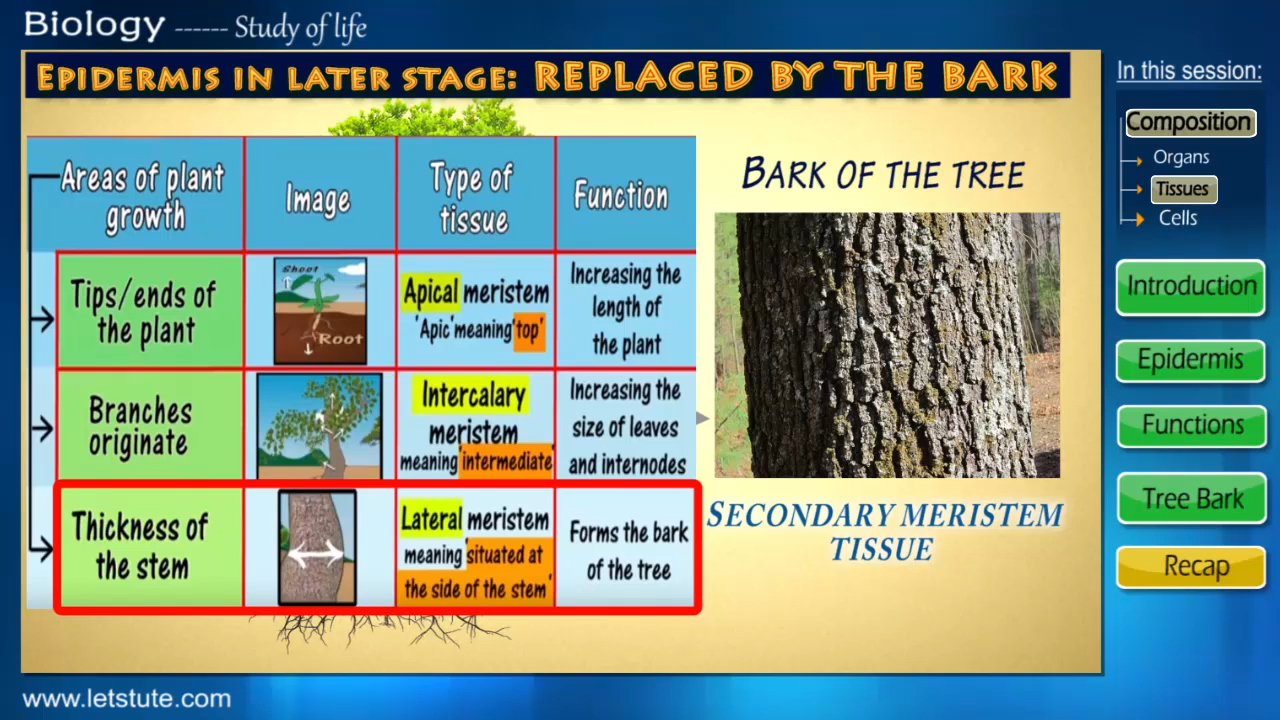 Biology ------ Study of life
EPIDERMIS IN LATER STAGE: REPLACED BY THE BARK
Areas of plant
growth
Image
Type of
tissue
Function
Tips/ends of
the plant
Shoot
Root
Apical meristem
'Apic' meaning 'top'
Increasing the
length of
the plant
Branches
originate
Intercalary
meristem
meaning 'intermediate'
Increasing the
size of leaves
and internodes
Thickness of
the stem
Lateral meristem
meaning 'situated at
the side of the stem'
Forms the bark
of the tree
BARK OF THE TREE
SECONDARY MERISTEM
TISSUE
In this session:
Composition
Organs
Tissues
Cells
Introduction
Epidermis
Functions
Tree Bark
Recap
www.letstute.com